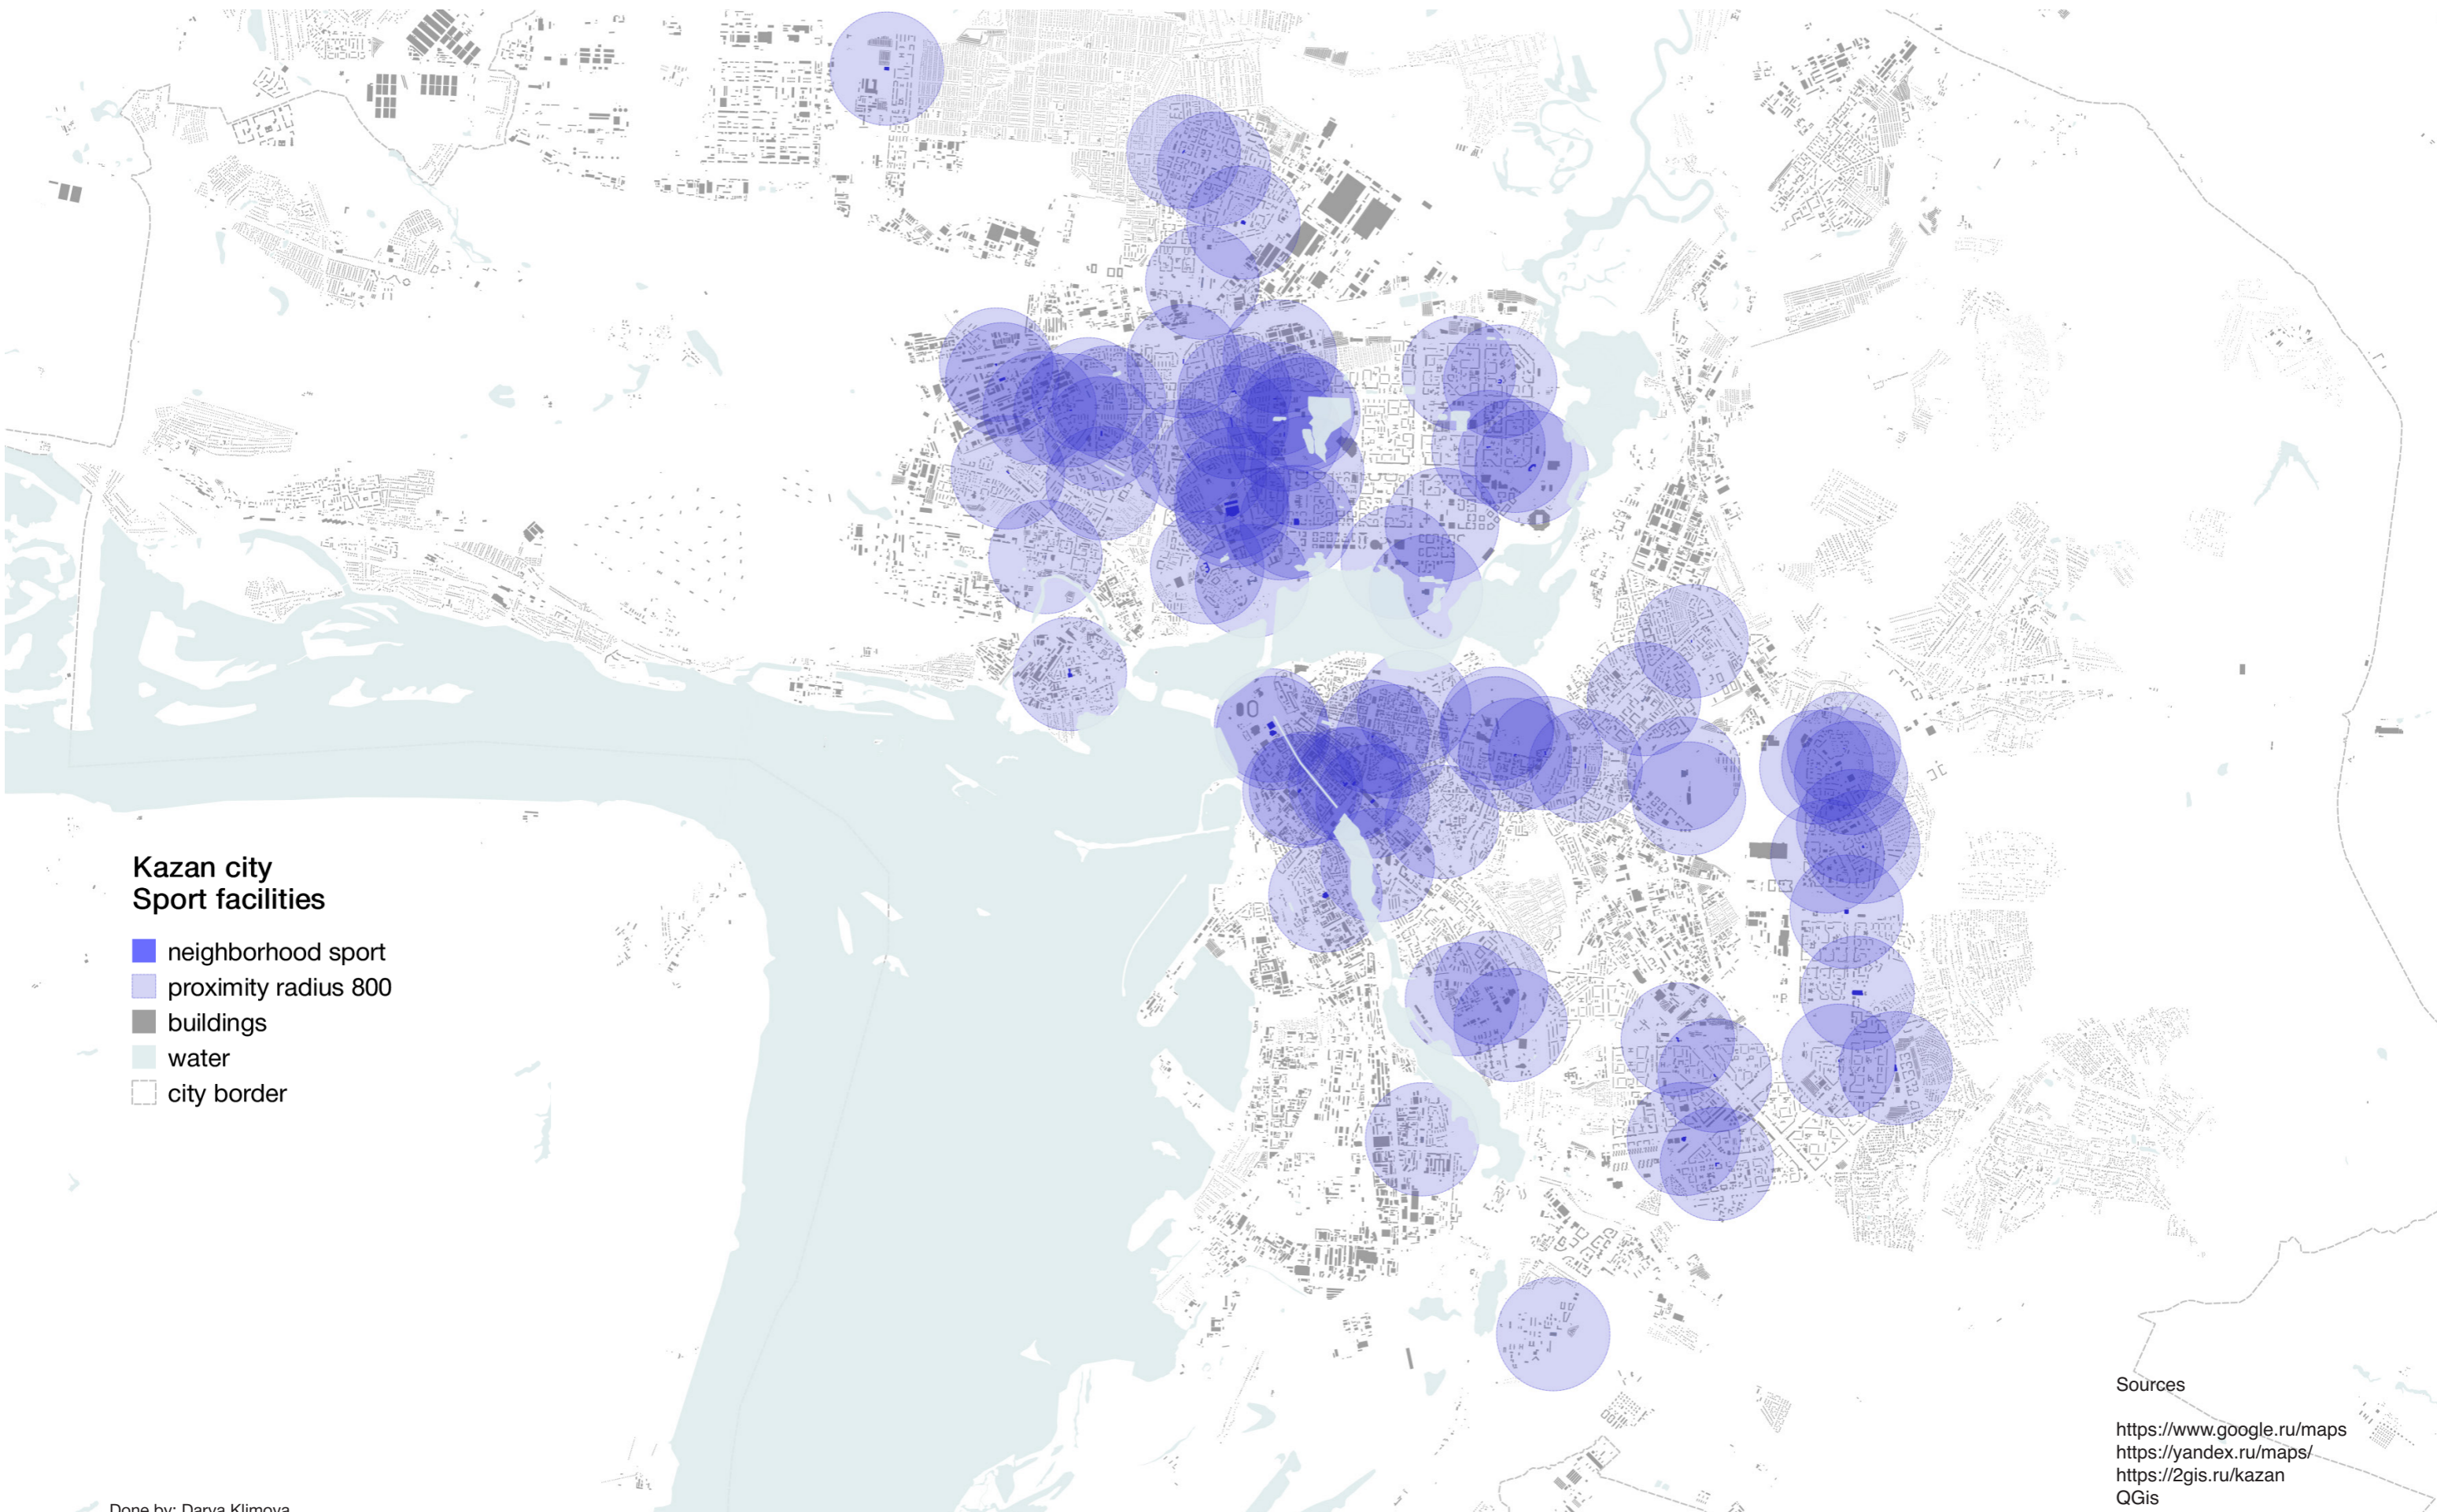 Kazan city
Sport facilities
neighborhood sport
proximity radius 800
buildings
water
city border
Sources
https://www.google.ru/maps
https://yandex.ru/maps/
https://2gis.ru/kazan
QGis
Done by: Darya Klimova